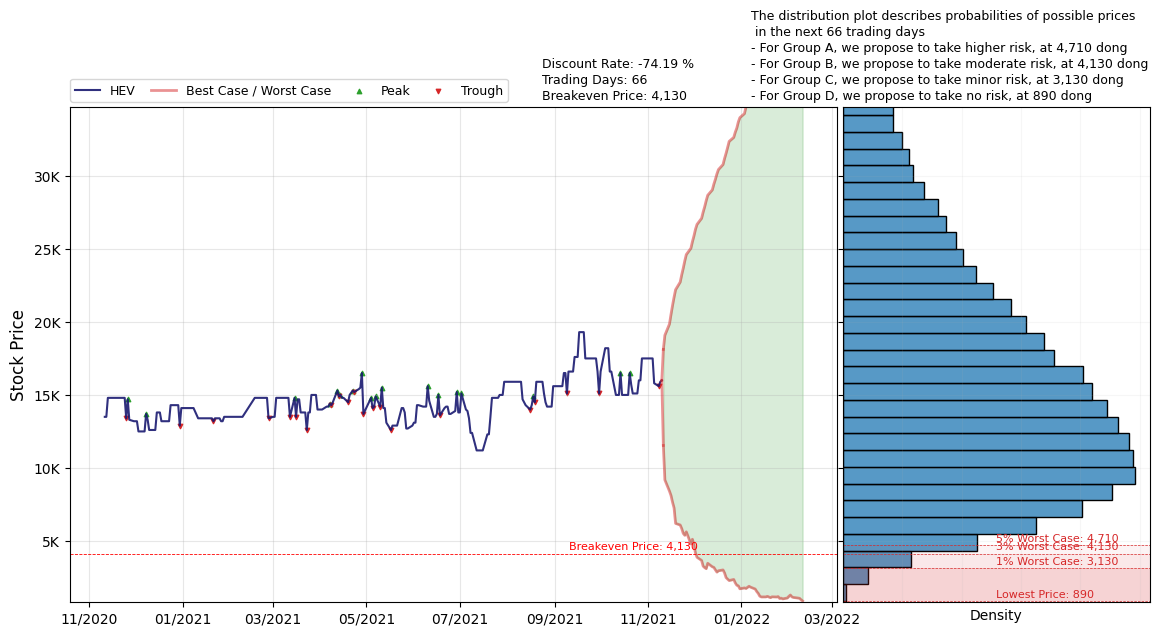 The distribution plot describes probabilities of possible prices
in the next 66 trading days
- For Group A, we propose to take higher risk, at 4,710 dong
- For Group B, we propose to take moderate risk, at 4,130 dong
- For Group C, we propose to take minor risk, at 3,130 dong
- For Group D, we propose to take no risk, at 890 dong
Discount Rate: -74.19 %
Trading Days: 66
Breakeven Price: 4,130
HEV
Best Case / Worst Case
Peak
Trough
Stock Price
30K
25K
20K
15K
10K
5K
Breakeven Price: 4,130
5% Worst Case: 4,710
3% Worst Case: 4,130
1% Worst Case: 3,130
Lowest Price: 890
11/2020
01/2021
03/2021
05/2021
07/2021
09/2021
11/2021
01/2022
03/2022
Density